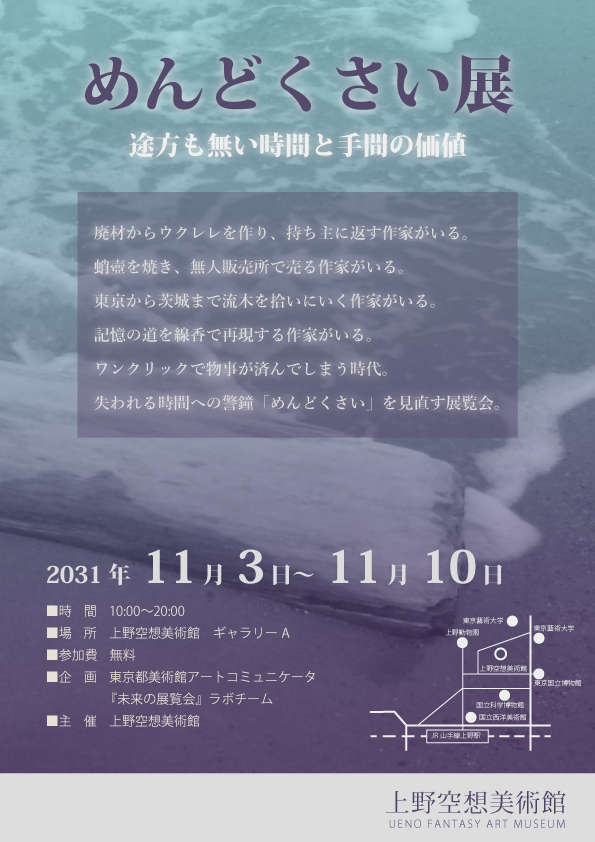 めんどくさい展
途方も無い時間と手間の価値
廃材からウクレレを作り、持ち主に返す作家がいる。
蛸壺を焼き、無人販売所で売る作家がいる。
東京から茨城まで流木を拾いにいく作家がいる。
記憶の道を線香で再現する作家がいる。
ワンクリックで物事が済んでしまう時代。
失われる時間への警鐘「めんどくさい」を見直す展覧会。
2031年 11月3日～11月10日
■時　間　10:00～20:00
■場　所　上野空想美術館　ギャラリーA
■参加費　無料
■企　画　東京都美術館アートコミュニケータ
『未来の展覧会』ラボチーム
■主　催　上野空想美術館
東京藝術大学
東京藝術大学
上野動物園
上野空想美術館
東京国立博物館
国立科学博物館
国立西洋美術館
JR山手線上野駅
上野空想美術館
UENO FANTASY ART MUSEUM